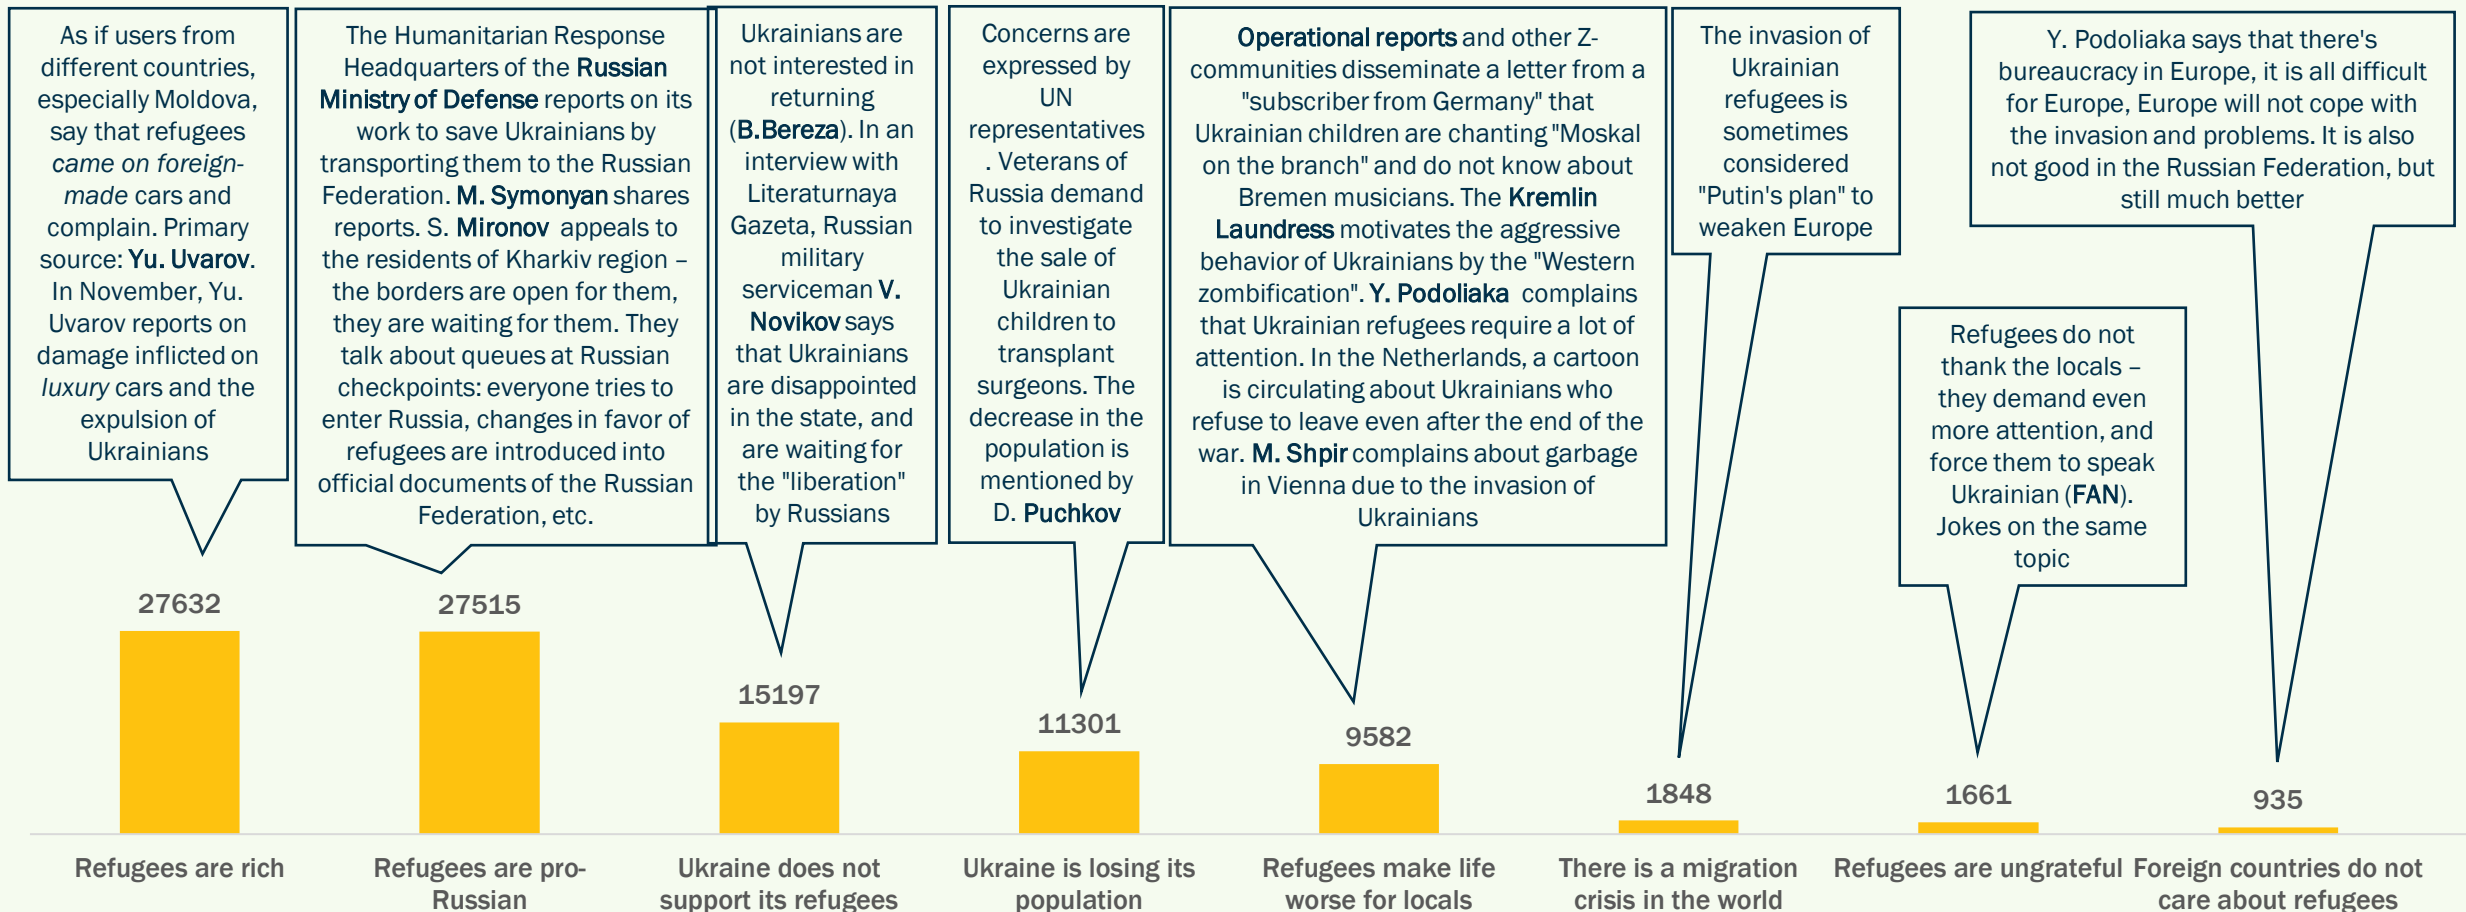 As if users from
different countries,
especially Moldova,
say that refugees
came on foreign-
made cars and
complain. Primary
source: Yu. Uvarov.
In November, Yu.
Uvarov reports on
damage inflicted on
luxury cars and the
expulsion of
Ukrainians
The Humanitarian Response
Headquarters of the Russian
Ministry of Defense reports on its
work to save Ukrainians by
transporting them to the Russian
Federation. M. Symonyan shares
reports. S. Mironov appeals to
the residents of Kharkiv region –
the borders are open for them,
they are waiting for them. They
talk about queues at Russian
checkpoints: everyone tries to
enter Russia, changes in favor of
refugees are introduced into
official documents of the Russian
Federation, etc.
Ukrainians are
not interested in
returning
(B.Bereza). In an
interview with
Literaturnaya
Gazeta, Russian
military
serviceman V.
Novikov says
that Ukrainians
are disappointed
in the state, and
are waiting for
the "liberation"
by Russians
Concerns are
expressed by
UN
representatives
. Veterans of
Russia demand
to investigate
the sale of
Ukrainian
children to
transplant
surgeons. The
decrease in the
population is
mentioned by
D. Puchkov
Operational reports and other Z-
communities disseminate a letter from a
"subscriber from Germany" that
Ukrainian children are chanting "Moskal
on the branch" and do not know about
Bremen musicians. The Kremlin
Laundress motivates the aggressive
behavior of Ukrainians by the "Western
zombification". Y. Podoliaka complains
that Ukrainian refugees require a lot of
attention. In the Netherlands, a cartoon
is circulating about Ukrainians who
refuse to leave even after the end of the
war. M. Shpir complains about garbage
in Vienna due to the invasion of
Ukrainians
The invasion of
Ukrainian
refugees is
sometimes
considered
"Putin's plan" to
weaken Europe
Y. Podoliaka says that there's
bureaucracy in Europe, it is all difficult
for Europe, Europe will not cope with
the invasion and problems. It is also
not good in the Russian Federation, but
still much better
Refugees do not
thank the locals –
they demand even
more attention, and
force them to speak
Ukrainian (FAN).
Jokes on the same
topic
27632
27515
15197
11301
9582
1848
1661
935
Refugees are rich
Refugees are pro-
Russian
Ukraine does not
support its refugees
Ukraine is losing its
population
Refugees make life
worse for locals
There is a migration
crisis in the world
Refugees are ungrateful
Foreign countries do not
care about refugees